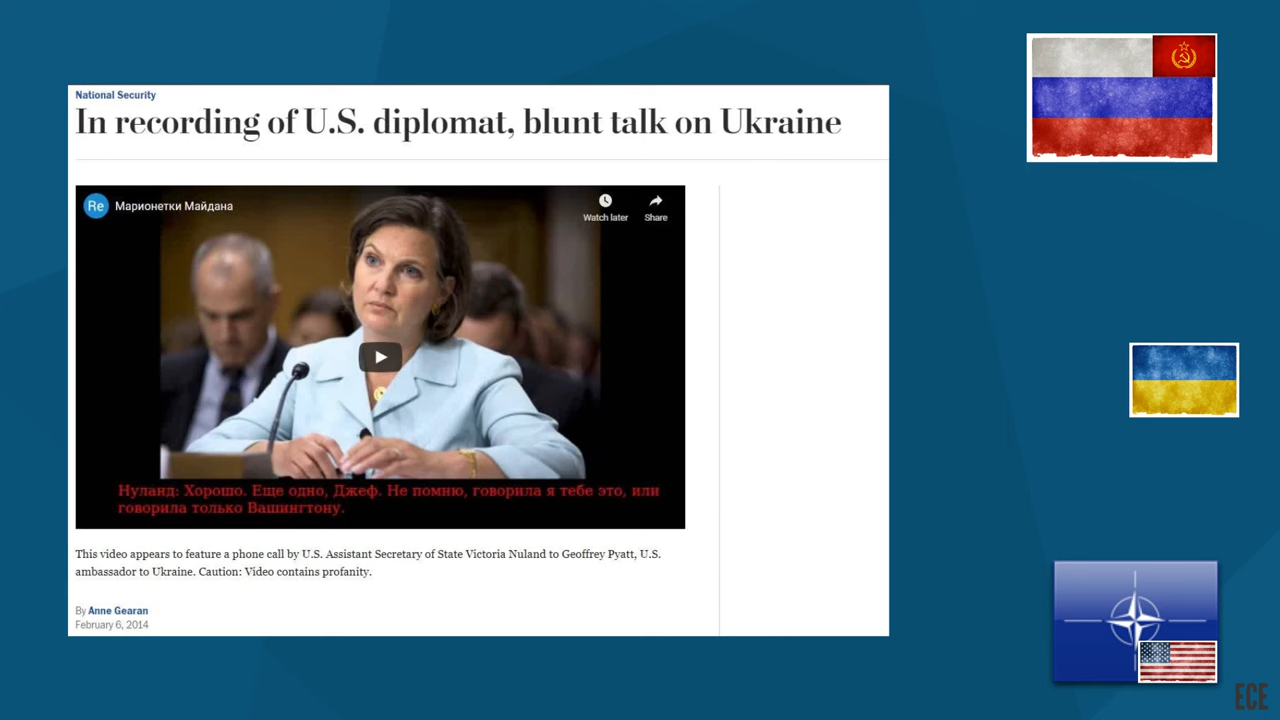 National Security
In recording of U.S. diplomat, blunt talk on Ukraine
Re
Марионетки Майдана
Watch later
Share
Нуланд: Хорошо. Еще одно, Джеф. Не помню, говорила я тебе это, или
говорила только Вашингтону.
This video appears to feature a phone call by U.S. Assistant Secretary of State Victoria Nuland to Geoffrey Pyatt, U.S.
ambassador to Ukraine. Caution: Video contains profanity.
By Anne Gearan
February 6, 2014
ECE